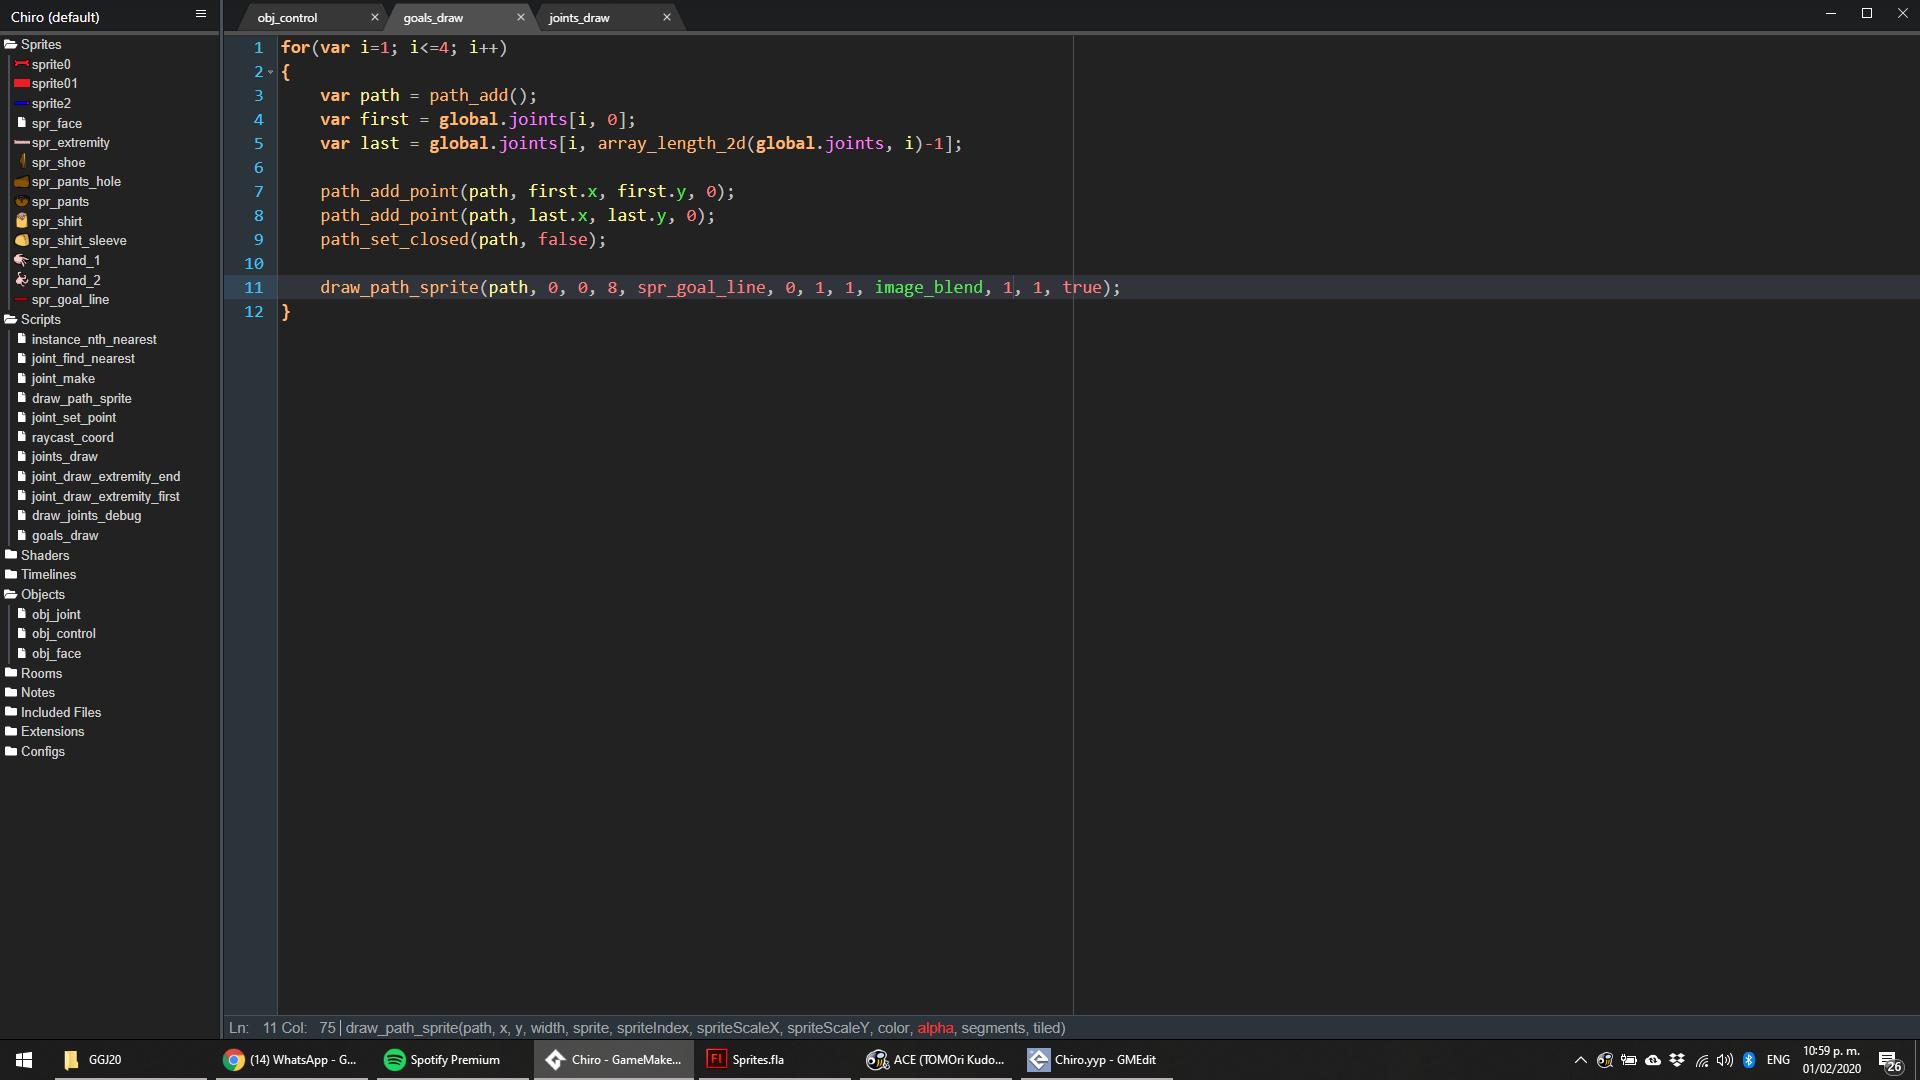 Chiro (default)
obj_control
goals_draw
joints_draw
Sprites
sprite0
sprite01
sprite2
spr_face
spr_extremity
spr_shoe
spr_pants_hole
spr_pants
spr_shirt
spr_shirt_sleeve
spr_hand_1
spr_hand_2
spr_goal_line
Scripts
instance_nth_nearest
joint_find_nearest
joint_make
draw_path_sprite
joint_set_point
raycast_coord
joints_draw
joint_draw_extremity_end
joint_draw_extremity_first
draw_joints_debug
goals_draw
Shaders
Timelines
Objects
obj_joint
obj_control
obj_face
Rooms
Notes
Included Files
Extensions
Configs
1 for(var i=1; i<=4; i++)
2 {
3 var path = path_add();
4 var first = global.joints[i, 0];
5 var last = global.joints[i, array_length_2d(global.joints, i)-1];
6
7 path_add_point(path, first.x, first.y, 0);
8 path_add_point(path, last.x, last.y, 0);
9 path_set_closed(path, false);
10
11 draw_path_sprite(path, 0, 0, 8, spr_goal_line, 0, 1, 1, image_blend, 1, 1, true);
12 }
Ln: 11 Col: 75 draw_path_sprite(path, x, y, width, sprite, spriteIndex, spriteScaleX, spriteScaleY, color, alpha, segments, tiled)
GGJ20
(14) WhatsApp - G...
Spotify Premium
Chiro - GameMake...
Fl
Sprites.fla
ACE (TOMOri Kudo...
Chiro.yyp - GMEdit
ENG
10:59 p. m.
01/02/2020
26